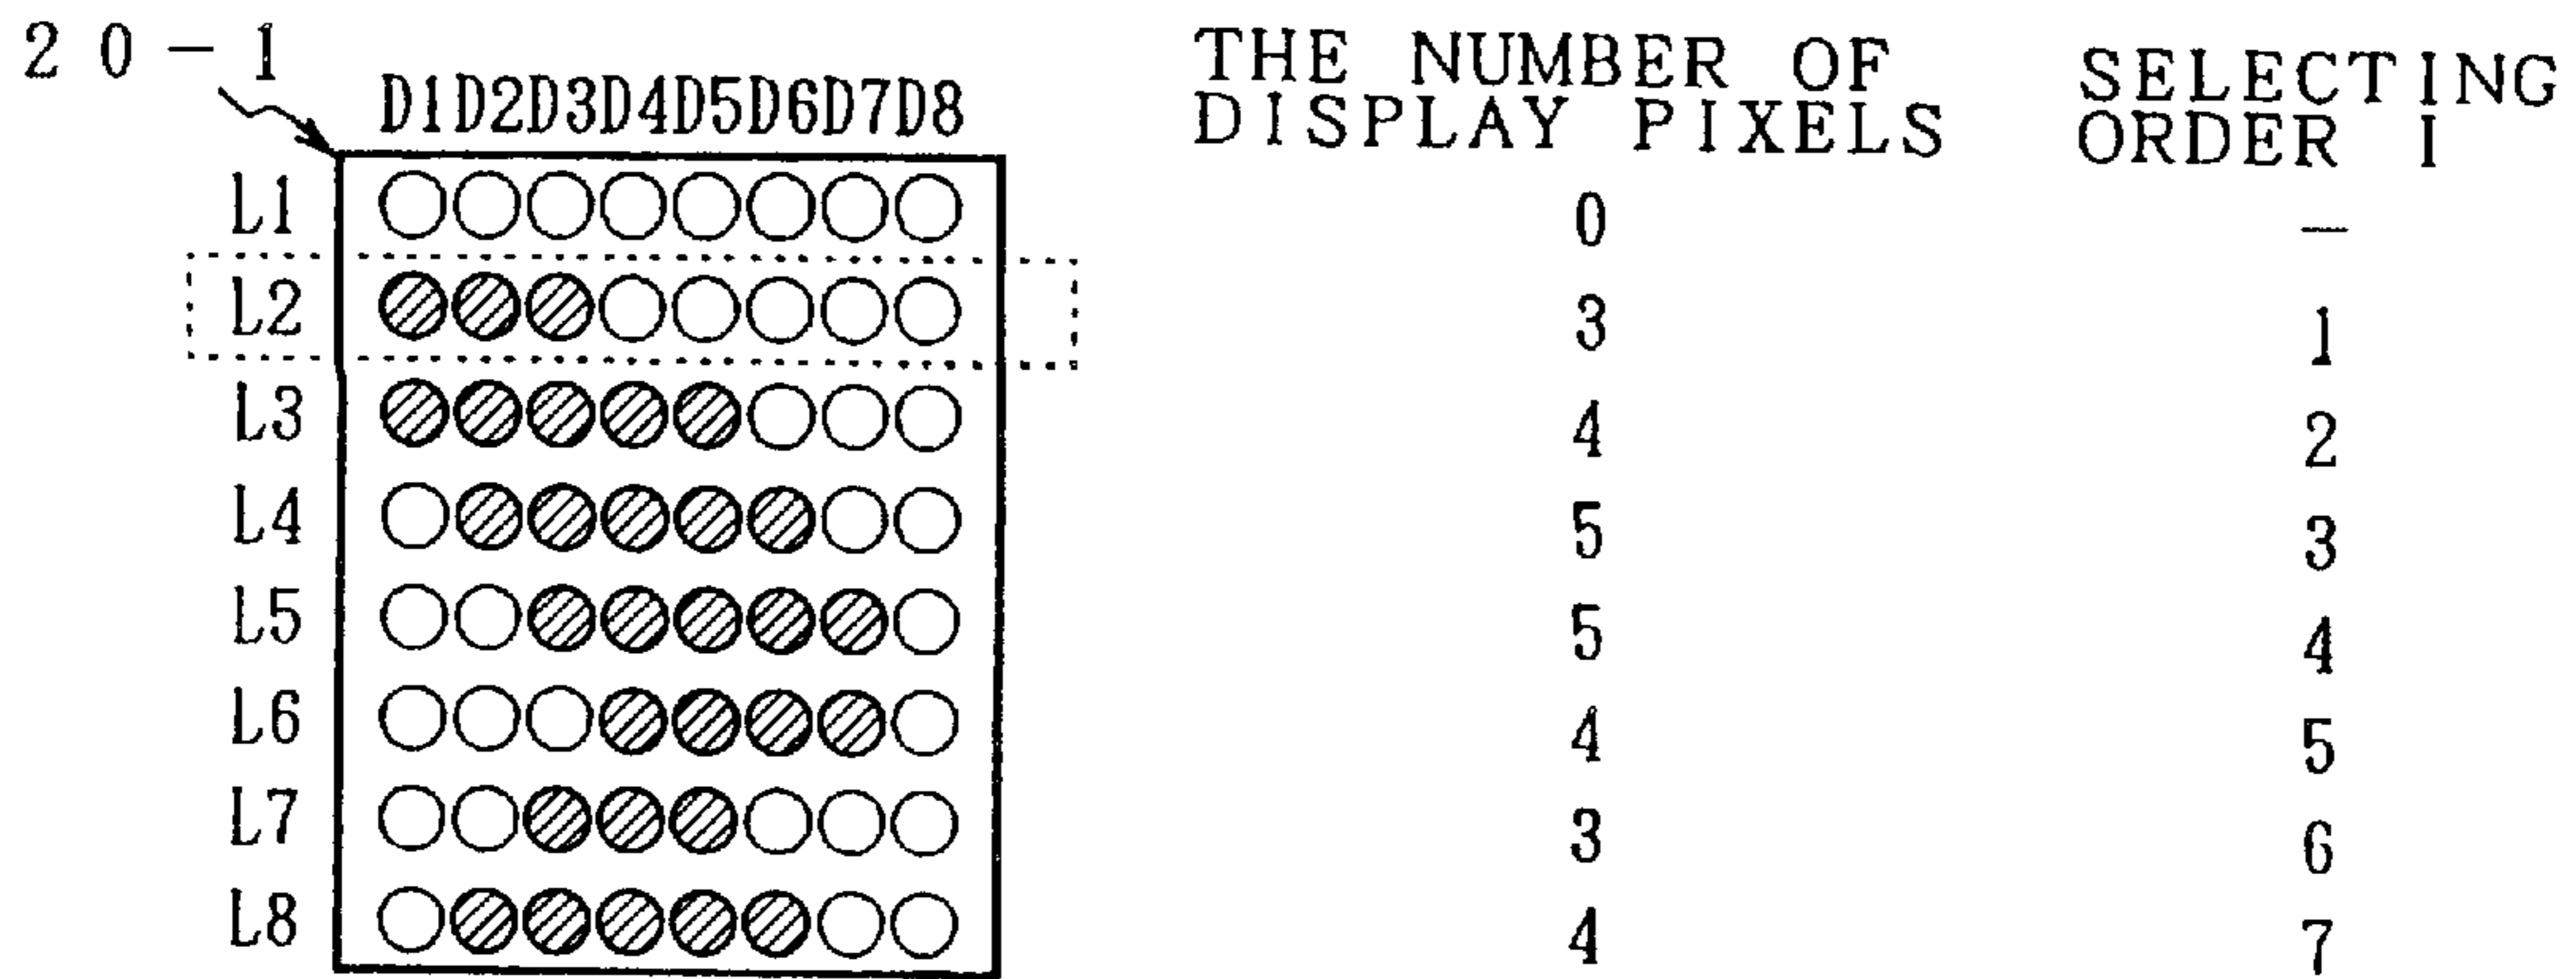 20-1
D1D2D3D4D5D6D7D8
THE NUMBER OF
DISPLAY PIXELS
SELECTING
ORDER I
L1 0 —
L2 3 1
L3 4 2
L4 5 3
L5 5 4
L6 4 5
L7 3 6
L8 4 7